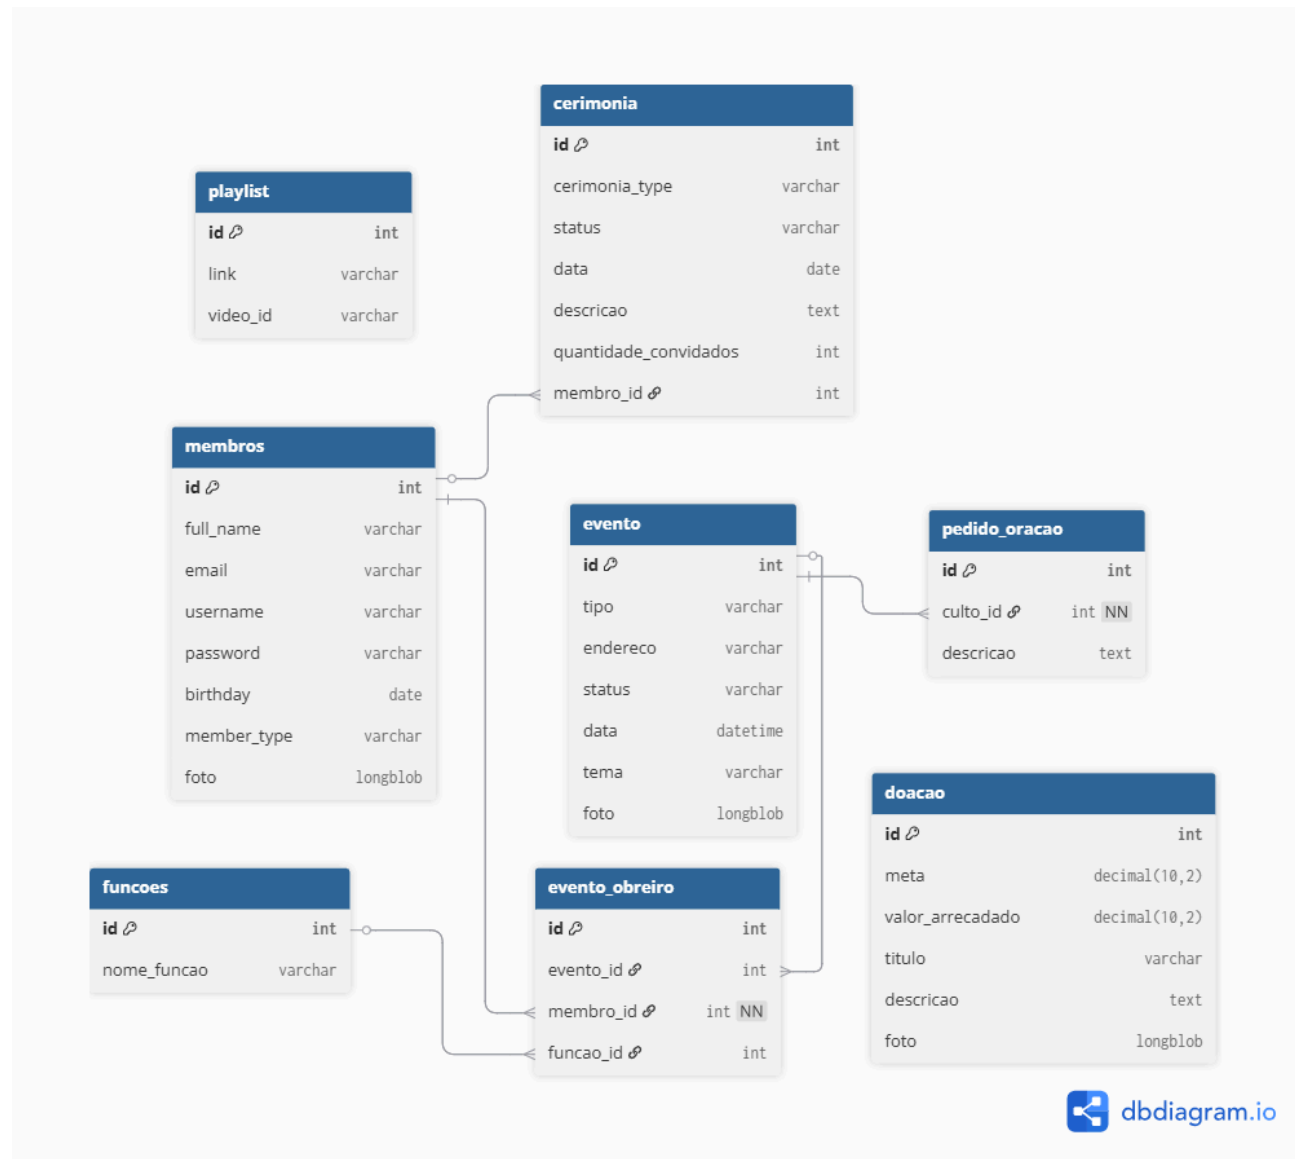 cerimonia
id int
cerimonia_type varchar
status varchar
data date
descricao text
quantidade_convidados int
membro_id int
playlist
id int
link varchar
video_id varchar
membros
id int
full_name varchar
email varchar
username varchar
password varchar
birthday date
member_type varchar
foto longblob
evento
id int
tipo varchar
endereco varchar
status varchar
data datetime
tema varchar
foto longblob
pedido_oracao
id int
culto_id int NN
descricao text
funcoes
id int
nome_funcao varchar
evento_obreiro
id int
evento_id int
membro_id int NN
funcao_id int
doacao
id int
meta decimal(10,2)
valor_arrecadado decimal(10,2)
titulo varchar
descricao text
foto longblob
dbdiagram.io